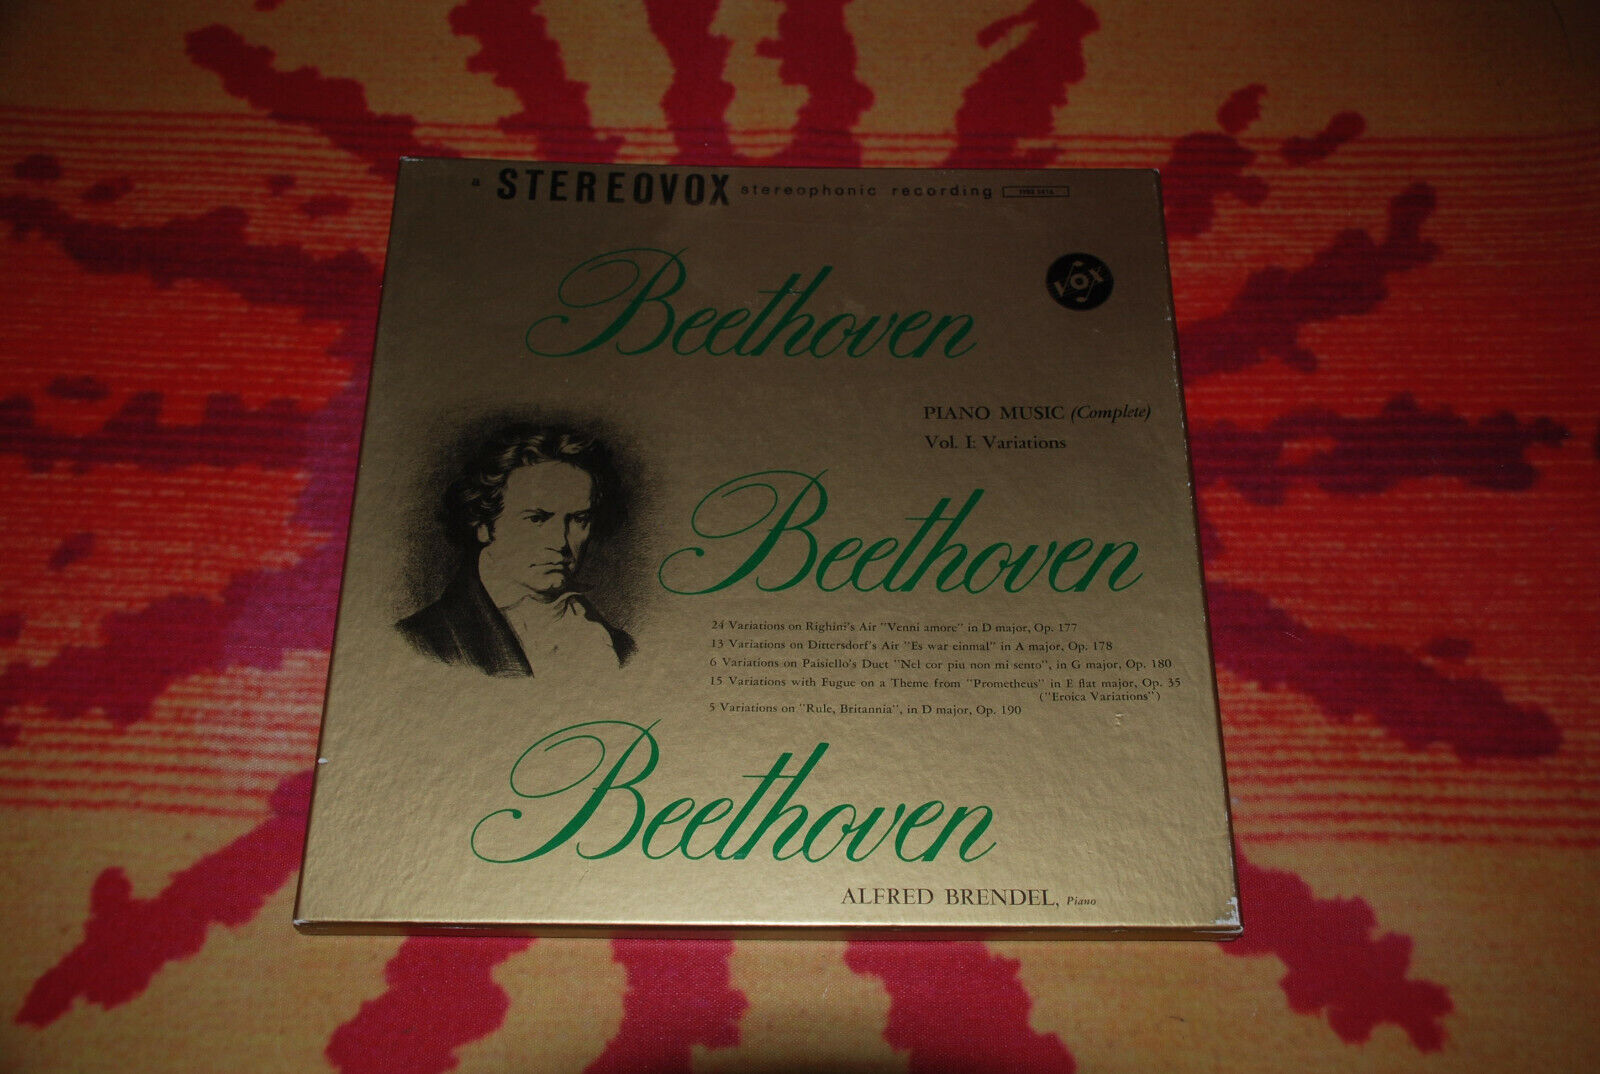 a STEREOVOX stereophonic recording
VOX
Beethoven
PIANO MUSIC (Complete)
Vol. I: Variations
Beethoven
24 Variations on Righini's Air "Venni amore" in D major, Op. 177
13 Variations on Dittersdorf's Air "Es war einmal" in A major, Op. 178
6 Variations on Paisiello's Duet "Nel cor piu non mi sento", in G major, Op. 180
15 Variations with Fugue on a Theme from "Prometheus" in E flat major, Op. 35
("Eroica Variations")
5 Variations on "Rule, Britannia", in D major, Op. 190
Beethoven
ALFRED BRENDEL, Piano